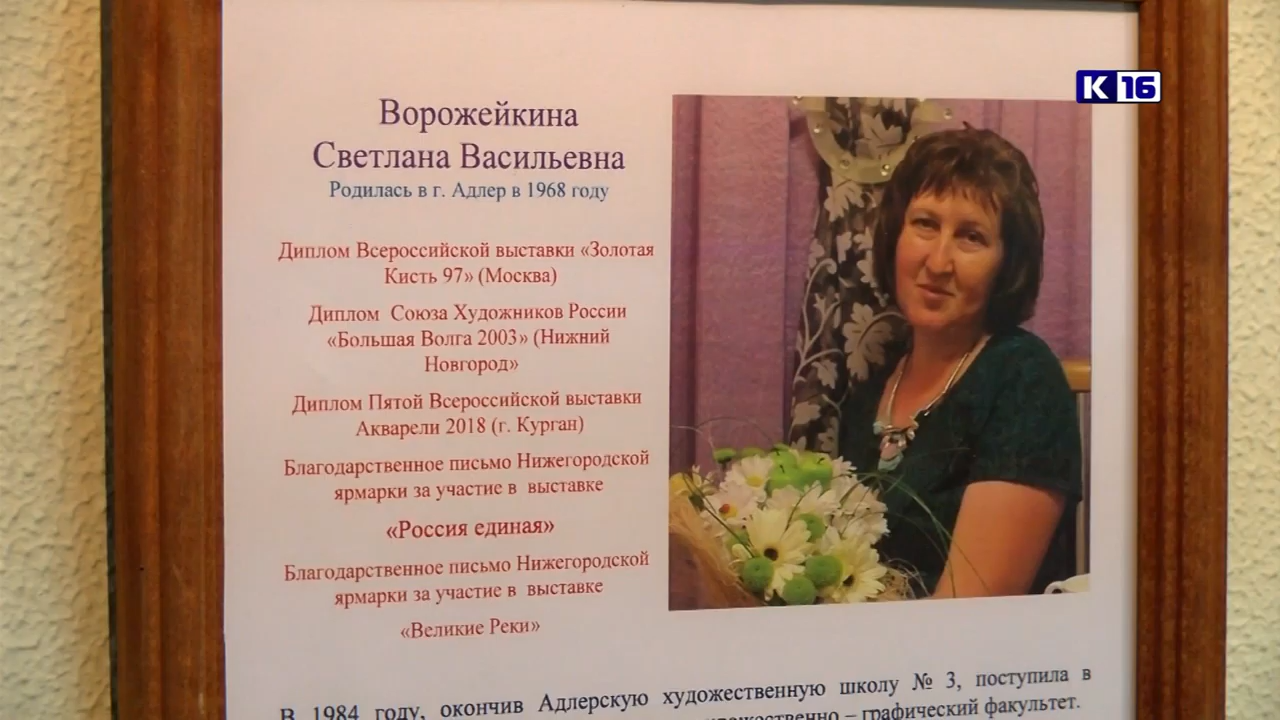 К 16
Ворожейкина
Светлана Васильевна
Родилась в г. Адлер в 1968 году
Диплом Всероссийской выставки «Золотая
Кисть 97» (Москва)
Диплом Союза Художников России
«Большая Волга 2003» (Нижний
Новгород»
Диплом Пятой Всероссийской выставки
Акварели 2018 (г. Курган)
Благодарственное письмо Нижегородской
ярмарки за участие в выставке
«Россия единая»
Благодарственное письмо Нижегородской
ярмарки за участие в выставке
«Великие Реки»
В 1984 году, окончив Адлерскую художественную школу № 3, поступила в
– графический факультет.